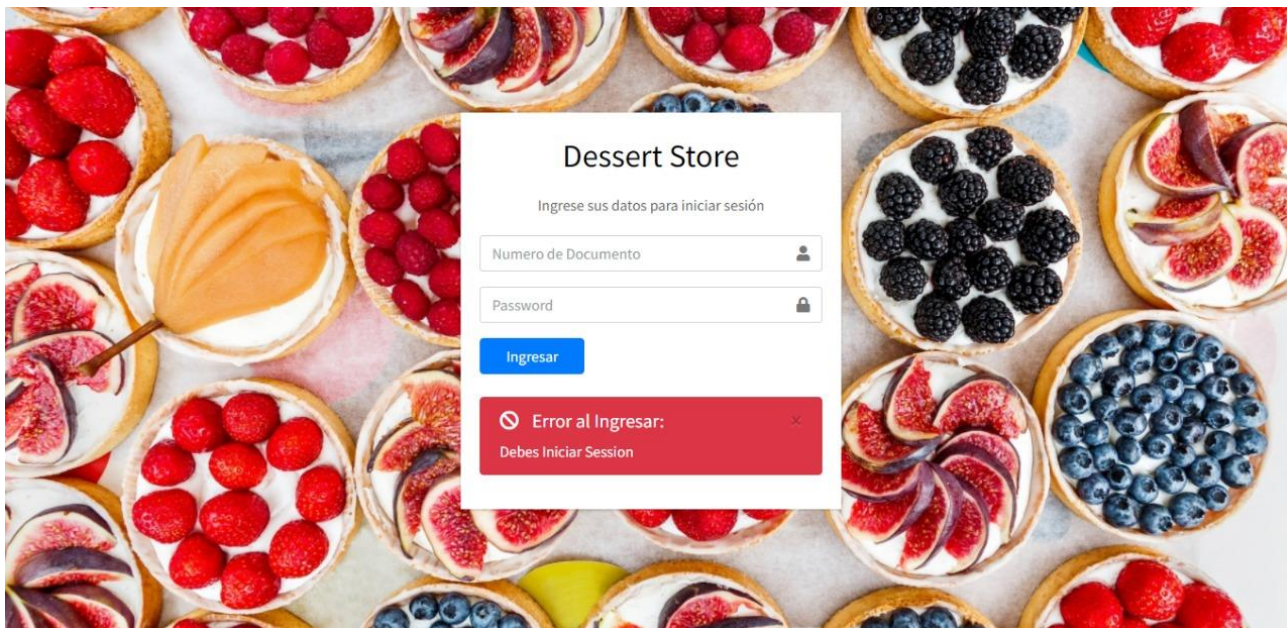 Dessert Store
Ingrese sus datos para iniciar sesión
Numero de Documento
Password
Ingresar
Error al Ingresar:
Debes Iniciar Session